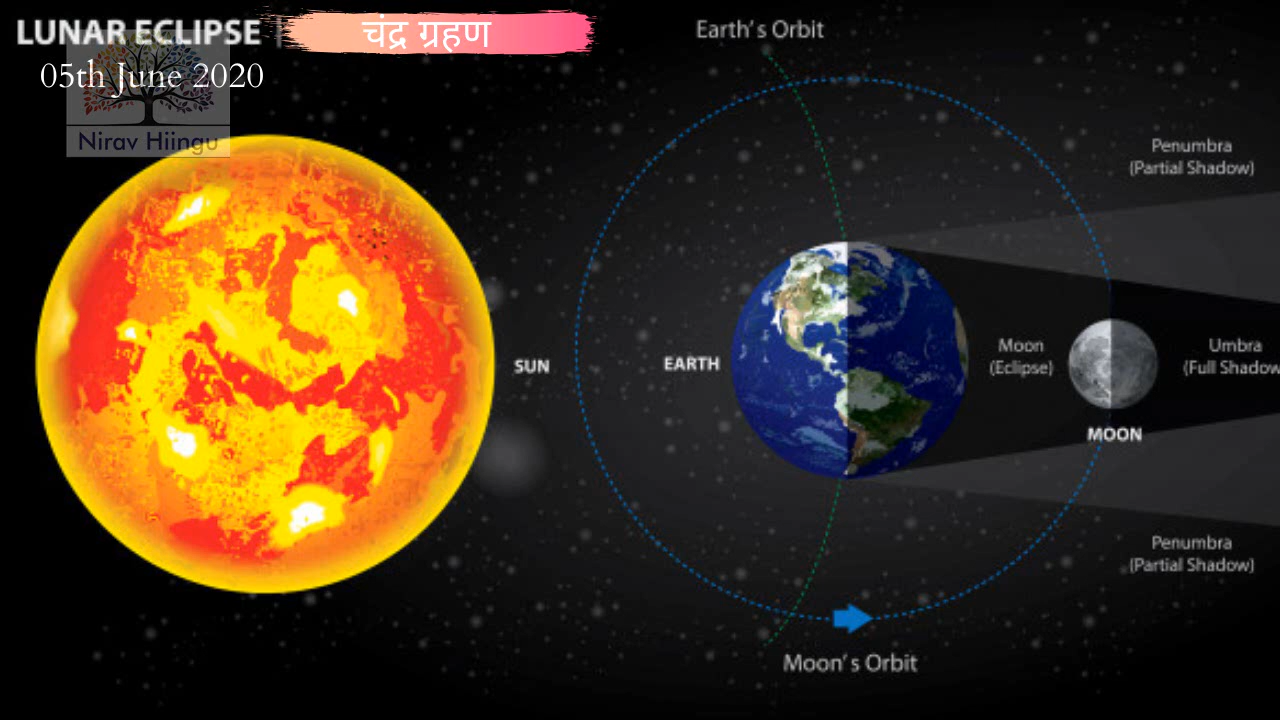 LUNAR ECLIPSE
चंद्र ग्रहण
05th June 2020
Nirav Hiingu
Earth's Orbit
Penumbra
(Partial Shadow)
SUN
EARTH
Moon
(Eclipse)
Umbra
(Full Shadow
MOON
Penumbra
(Partial Shadow)
Moon's Orbit